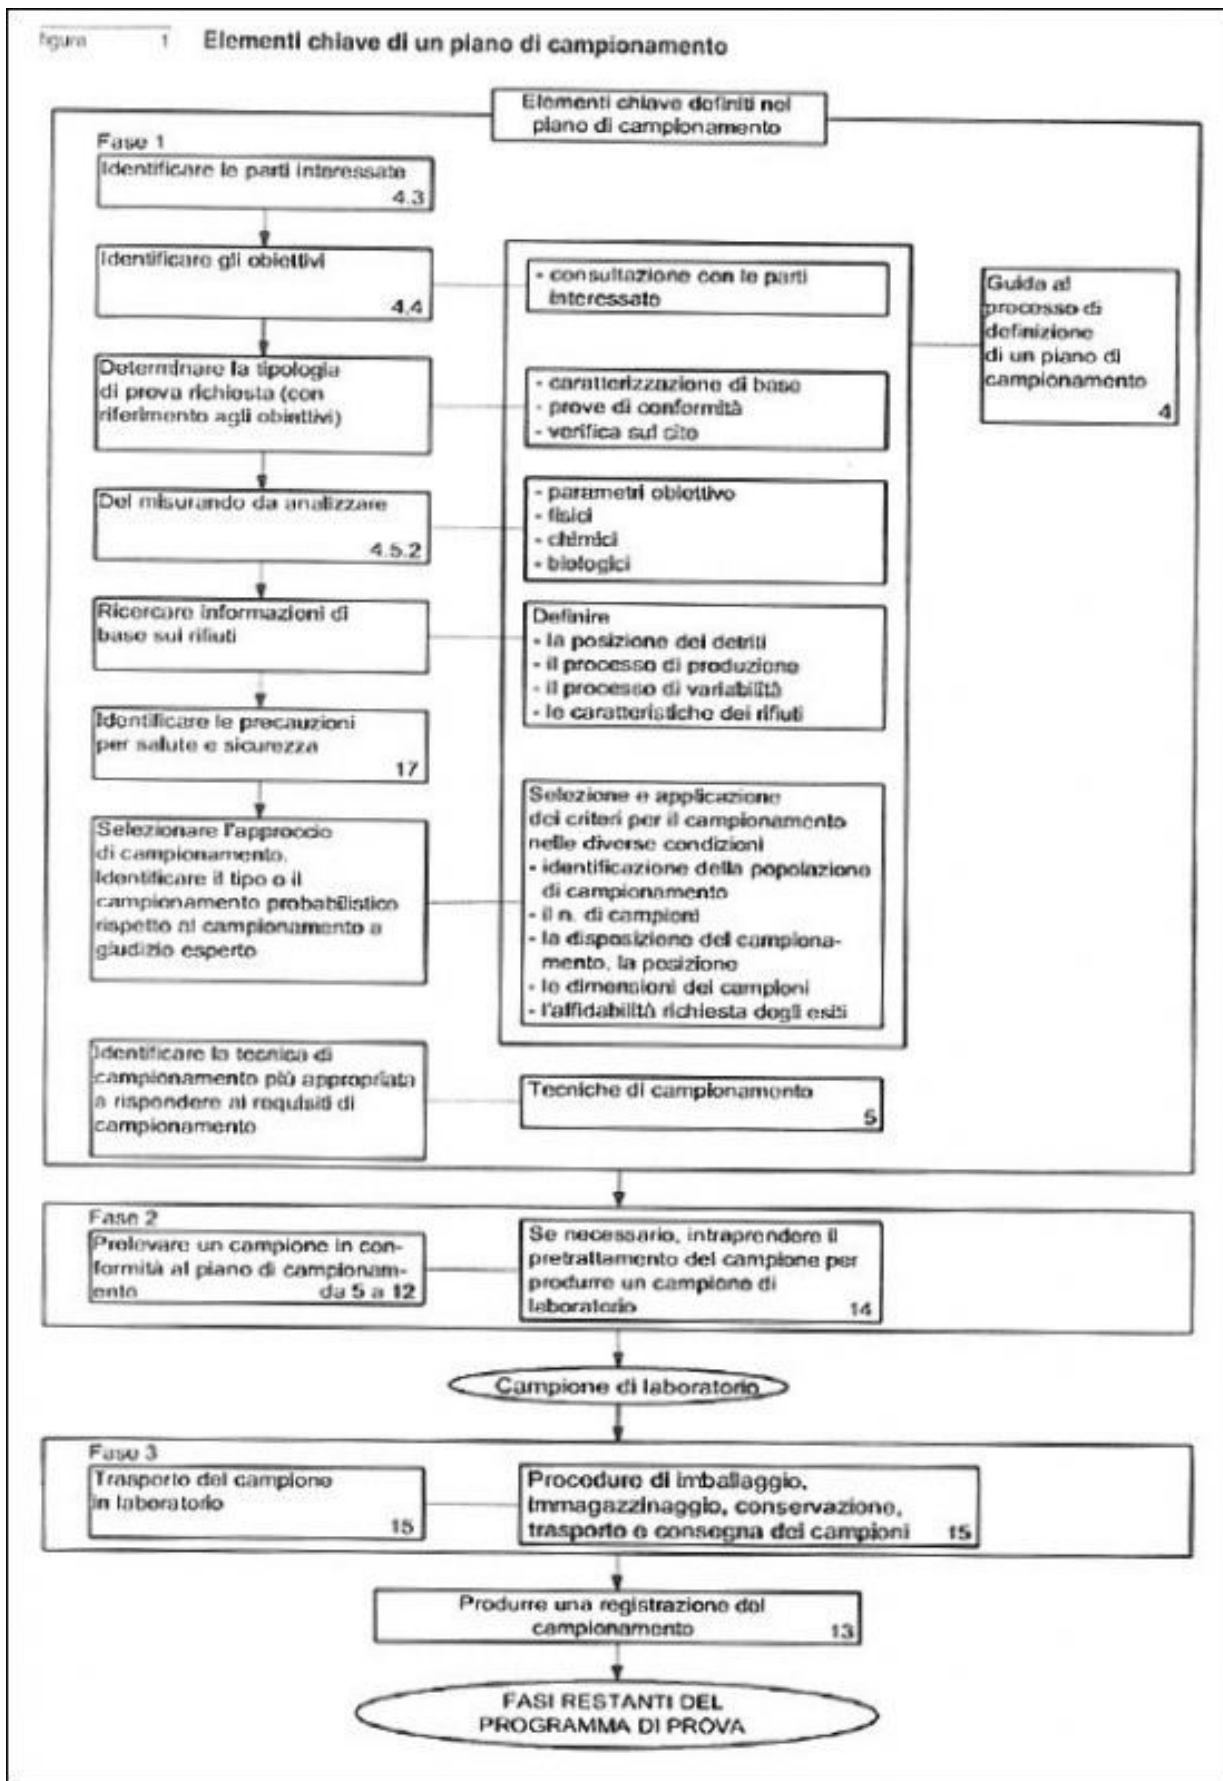 figura 1 Elementi chiave di un piano di campionamento
Elementi chiave definiti nel
piano di campionamento
Fase 1
Identificare le parti interessate
4.3
Identificare gli obiettivi
4.4
- consultazione con le parti
interessate
Guida al
processo di
definizione
di un piano di
campionamento
4
Determinare la tipologia
di prova richiesta (con
riferimento agli obiettivi)
- caratterizzazione di base
- prove di conformità
- verifica sul sito
Del misurando da analizzare
4.5.2
- parametri obiettivo
- fisici
- chimici
- biologici
Ricercare informazioni di
base sui rifiuti
Definire
- la posizione dei detriti
- il processo di produzione
- il processo di variabilità
- le caratteristiche dei rifiuti
Identificare le precauzioni
per salute e sicurezza
17
Selezionare l'approccio
di campionamento.
Identificare il tipo o il
campionamento probabilistico
rispetto al campionamento a
giudizio esperto
Selezione e applicazione
dei criteri per il campionamento
nelle diverse condizioni
- identificazione della popolazione
di campionamento
- il n. di campioni
- la disposizione del campiona-
mento, la posizione
- le dimensioni dei campioni
- l'affidabilità richiesta degli esiti
Identificare la tecnica di
campionamento più appropriata
a rispondere ai requisiti di
campionamento
Tecniche di campionamento
5
Fase 2
Prelevare un campione in con-
formità al piano di campionam-
ento da 5 a 12
Se necessario, intraprendere il
pretrattamento del campione per
produrre un campione di
laboratorio 14
Campione di laboratorio
Fase 3
Trasporto del campione
in laboratorio
15
Procedure di imballaggio,
immagazzinaggio, conservazione,
trasporto e consegna dei campioni 15
Produrre una registrazione del
campionamento 13
FASI RESTANTI DEL
PROGRAMMA DI PROVA